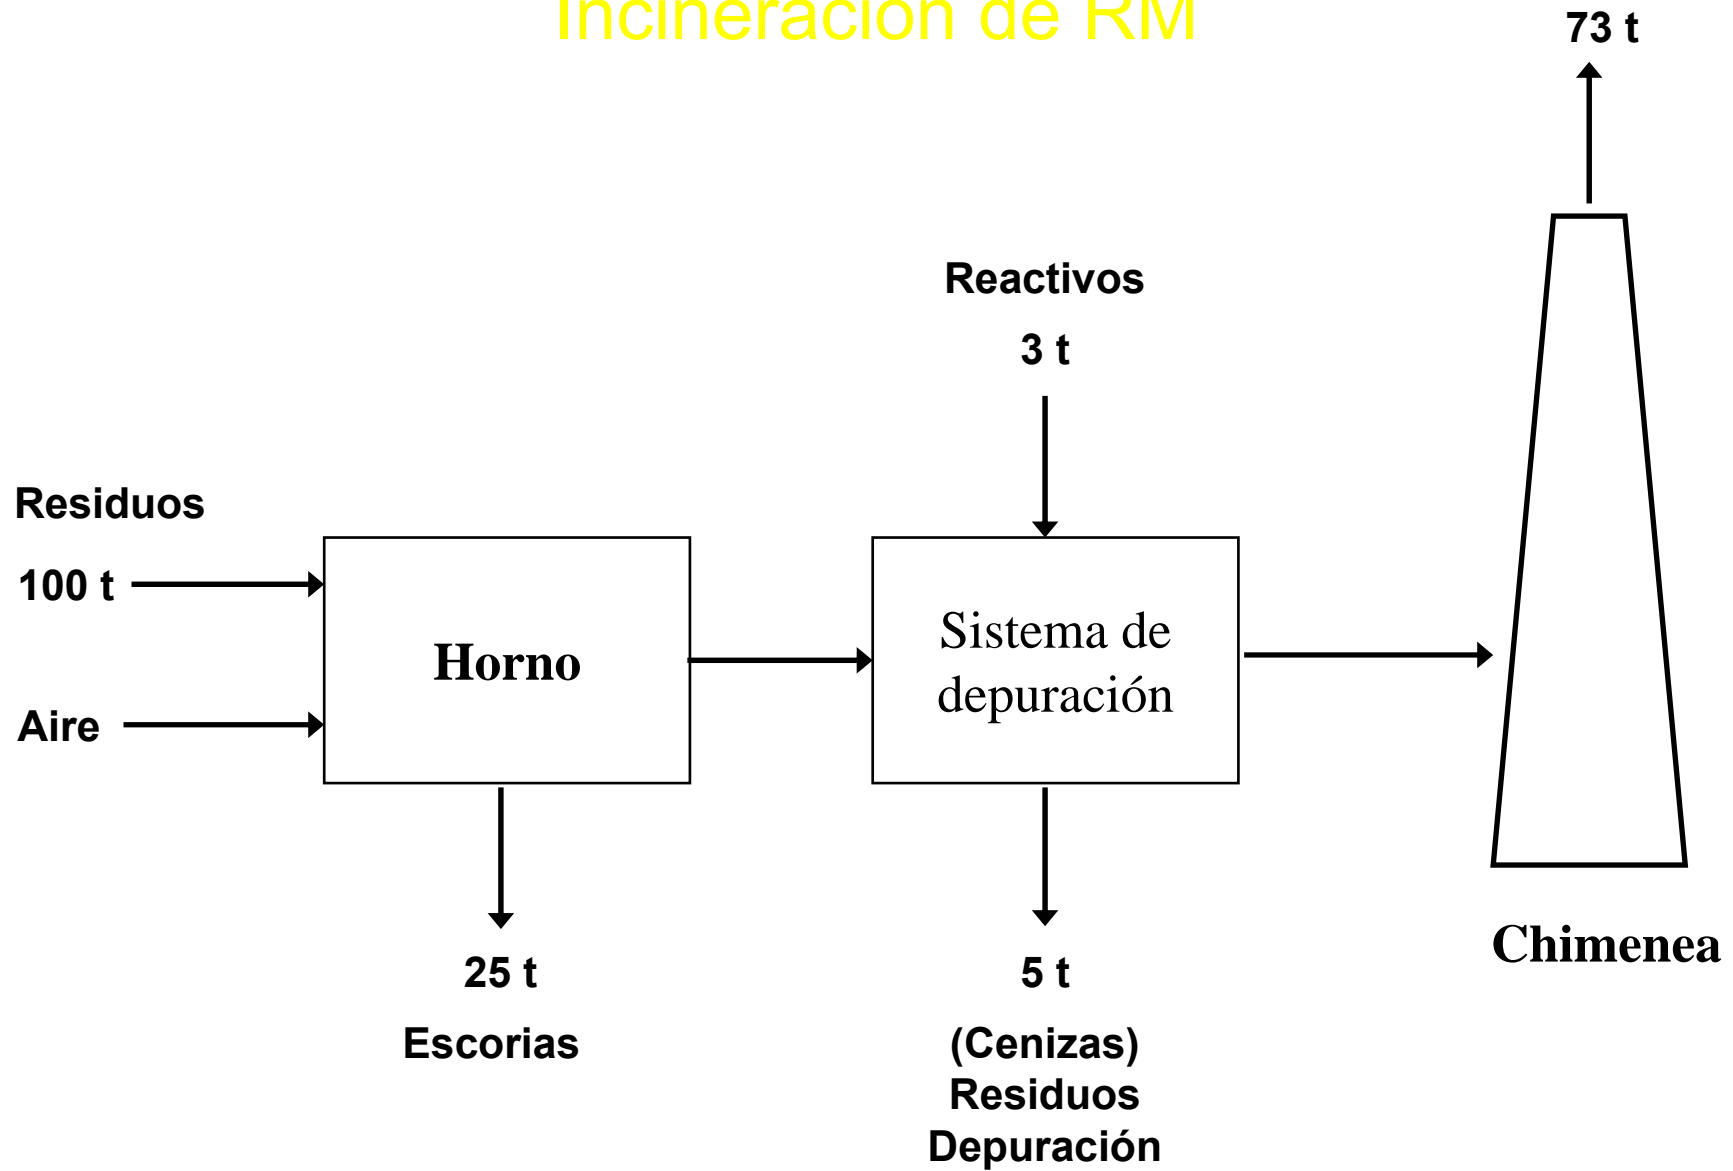 Incineración de RM
73 t
Reactivos
3 t
Residuos
100 t
Horno
Sistema de
depuración
Aire
25 t
Escorias
5 t
(Cenizas)
Residuos
Depuración
Chimenea